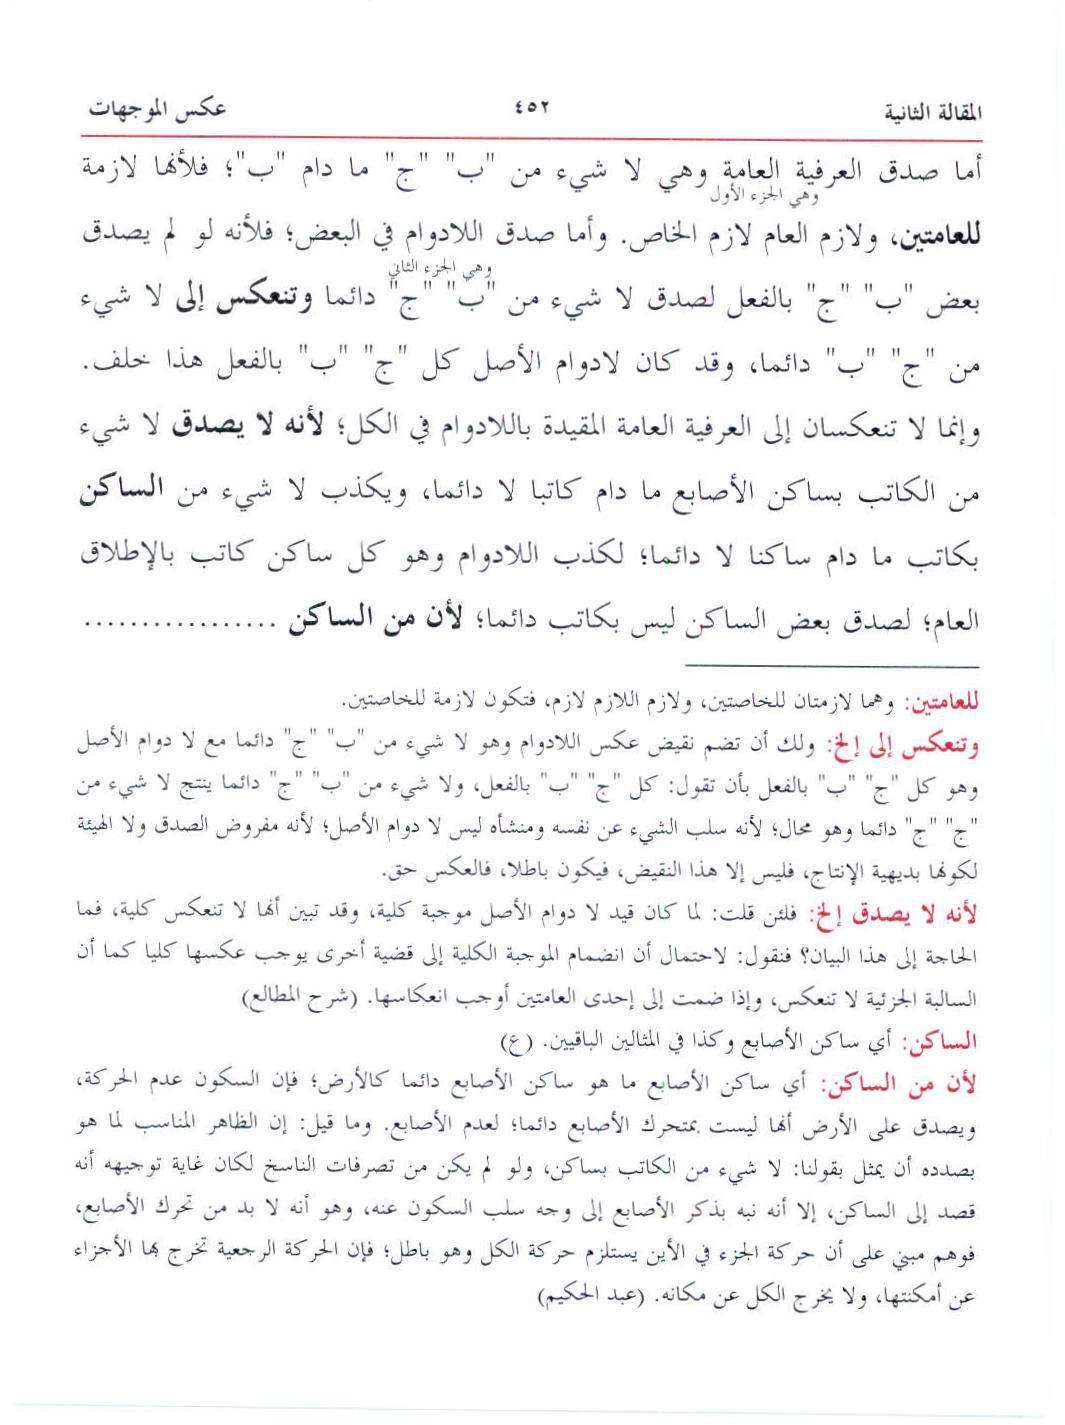 المقالة الثانية ٤٥٢ عكس الموجهات
أما صدق العرفية العامة وهي لا شيء من "ب" "ج" ما دام "ب"؛ فلأنها لازمة
وهي الجزء الأول
للعامتين، ولازم العام لازم الخاص. وأما صدق اللادوام في البعض؛ فلأنه لو لم يصدق
وهي الجزء الثاني
بعض "ب" "ج" بالفعل لصدق لا شيء من "ب" "ج" دائما وتنعكس إلى لا شيء
من "ج" "ب" دائما، وقد كان لادوام الأصل كل "ج" "ب" بالفعل هذا خلف.
وإنما لا تنعكسان إلى العرفية العامة المقيدة باللادوام في الكل؛ لأنه لا يصدق لا شيء
من الكاتب بساكن الأصابع ما دام كاتبا لا دائما، ويكذب لا شيء من الساكن
بكاتب ما دام ساكنا لا دائما؛ لكذب اللادوام وهو كل ساكن كاتب بالإطلاق
العام؛ لصدق بعض الساكن ليس بكاتب دائما؛ لأن من الساكن .................
للعامتين: وهما لازمتان للخاصتين، ولازم اللازم لازم، فتكون لازمة للخاصتين.
وتنعكس إلى إلخ: ولك أن تضم نقيض عكس اللادوام وهو لا شيء من "ب" "ج" دائما مع لا دوام الأصل
وهو كل "ج" "ب" بالفعل بأن تقول: كل "ج" "ب" بالفعل، ولا شيء من "ب" "ج" دائما ينتج لا شيء من
"ج" "ج" دائما وهو محال؛ لأنه سلب الشيء عن نفسه ومنشأه ليس لا دوام الأصل؛ لأنه مفروض الصدق ولا الهيئة
لكونها بديهية الإنتاج، فليس إلا هذا النقيض، فيكون باطلا، فالعكس حق.
لأنه لا يصدق إلخ: فلئن قلت: لما كان قيد لا دوام الأصل موجبة كلية، وقد تبين أنها لا تنعكس كلية، فما
الحاجة إلى هذا البيان؟ فنقول: لاحتمال أن انضمام الموجبة الكلية إلى قضية أخرى يوجب عكسها كليا كما أن
السالبة الجزئية لا تنعكس، وإذا ضمت إلى إحدى العامتين أوجب انعكاسها. (شرح المطالع)
الساكن: أي ساكن الأصابع وكذا في المثالين الباقيين. (ع)
لأن من الساكن: أي ساكن الأصابع ما هو ساكن الأصابع دائما كالأرض؛ فإن السكون عدم الحركة،
ويصدق على الأرض أنها ليست بمتحرك الأصابع دائما؛ لعدم الأصابع. وما قيل: إن الظاهر المناسب لما هو
بصدده أن يمثل بقولنا: لا شيء من الكاتب بساكن، ولو لم يكن من تصرفات الناسخ لكان غاية توجيهه أنه
قصد إلى الساكن، إلا أنه نبه بذكر الأصابع إلى وجه سلب السكون عنه، وهو أنه لا بد من تحرك الأصابع،
فوهم مبني على أن حركة الجزء في الأين يستلزم حركة الكل وهو باطل؛ فإن الحركة الرجعية تخرج بها الأجزاء
عن أمكنتها، ولا يخرج الكل عن مكانه. (عبد الحكيم)